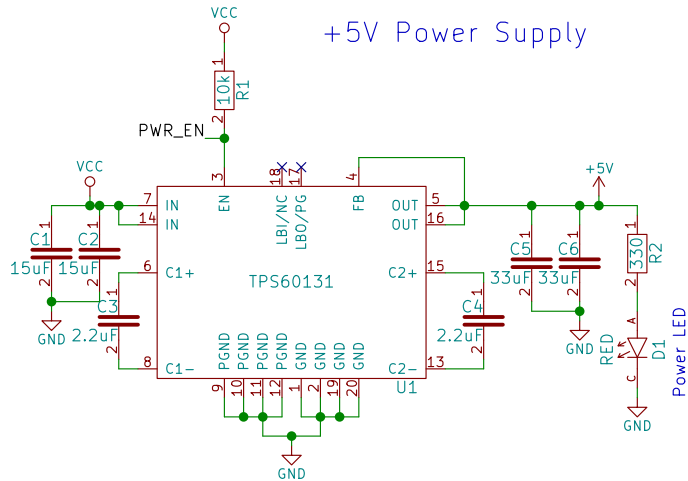 +5V Power Supply
VCC
1
10k
R1
2
PWR_EN
VCC
3
18
17
4
+5V
7
IN
EN
LBI/NC
LBO/PG
FB
OUT
5
14
IN
OUT
16
1
C1
15uF
2
1
C2
15uF
2
GND
6
C1+
TPS60131
C2+
15
1
C3
2.2uF
2
1
C4
2.2uF
2
8
C1-
PGND
PGND
PGND
PGND
GND
GND
GND
GND
C2-
13
U1
9
10
11
12
1
2
19
20
GND
1
C5
33uF
2
1
C6
33uF
2
GND
1
330
R2
2
A
RED
D1
C
GND
Power LED